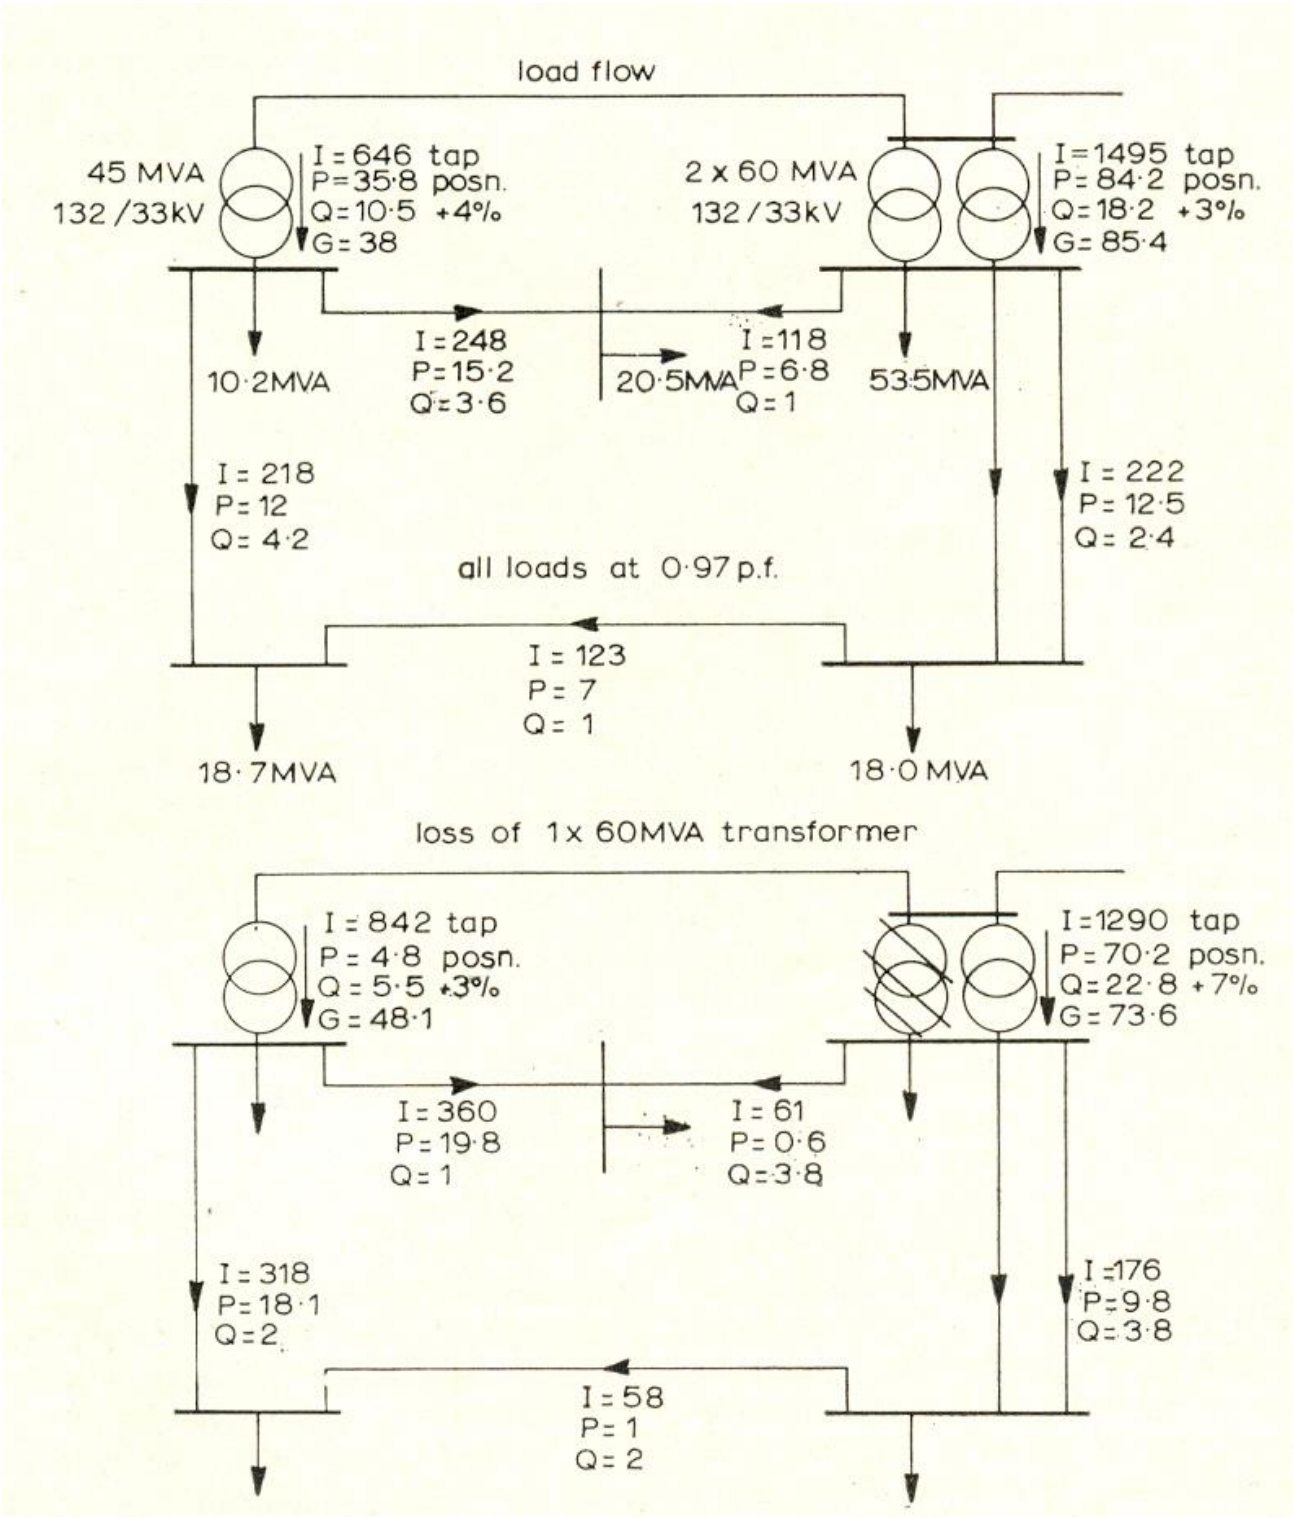 load flow
45 MVA
132/33kV
I=646 tap
P=35·8 posn.
Q=10·5 +4%
G=38
2 x 60 MVA
132/33kV
I=1495 tap
P=84·2 posn.
Q=18·2 +3%
G=85·4
10·2MVA
I=248
P=15·2
Q=3·6
20·5MVA
I=118
P=6·8
Q=1
53·5MVA
I=218
P=12
Q=4·2
I=222
P=12·5
Q=2·4
all loads at 0·97 p.f.
I=123
P=7
Q=1
18·7MVA
18·0 MVA
loss of 1x 60MVA transformer
I=842 tap
P=4·8 posn.
Q=5·5 +3%
G=48·1
I=1290 tap
P=70·2 posn.
Q=22·8 +7%
G=73·6
I=360
P=19·8
Q=1
I=61
P=0·6
Q=3·8
I=318
P=18·1
Q=2
I=176
P=9·8
Q=3·8
I=58
P=1
Q=2